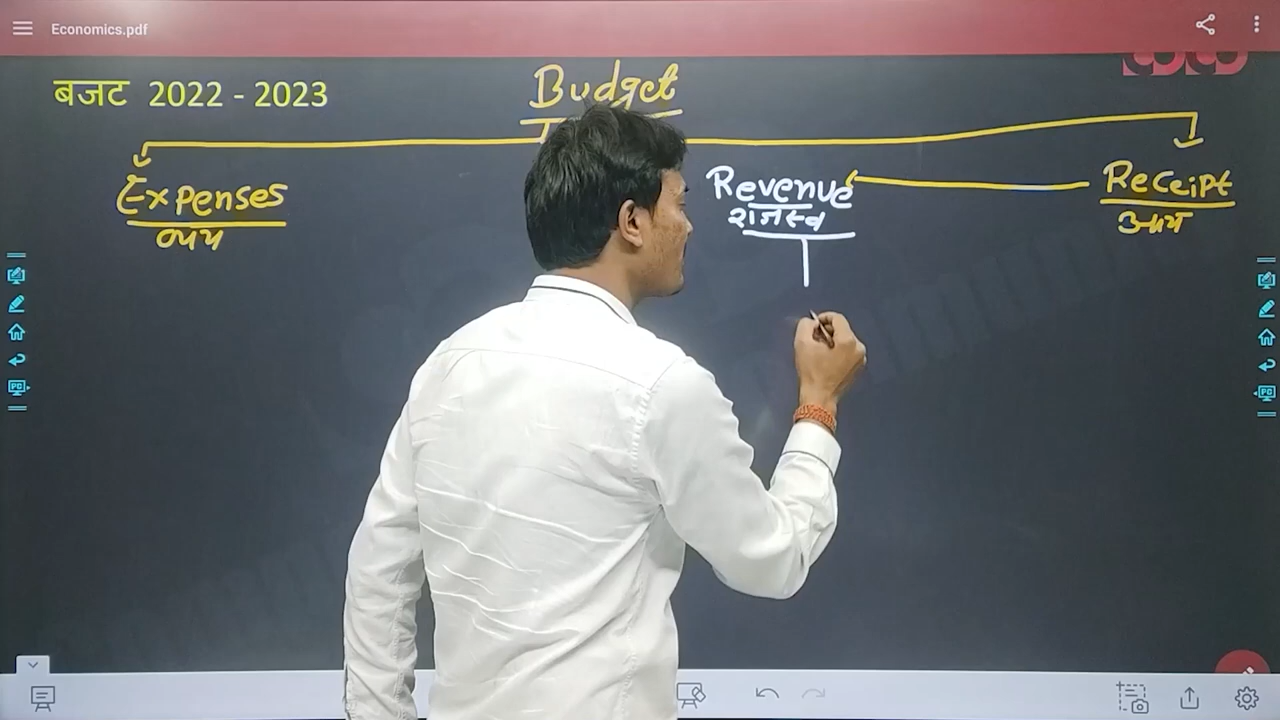 Economics.pdf
बजट 2022 - 2023
Budget
Expenses
व्यय
Revenue
राजस्व
Receipt
आय